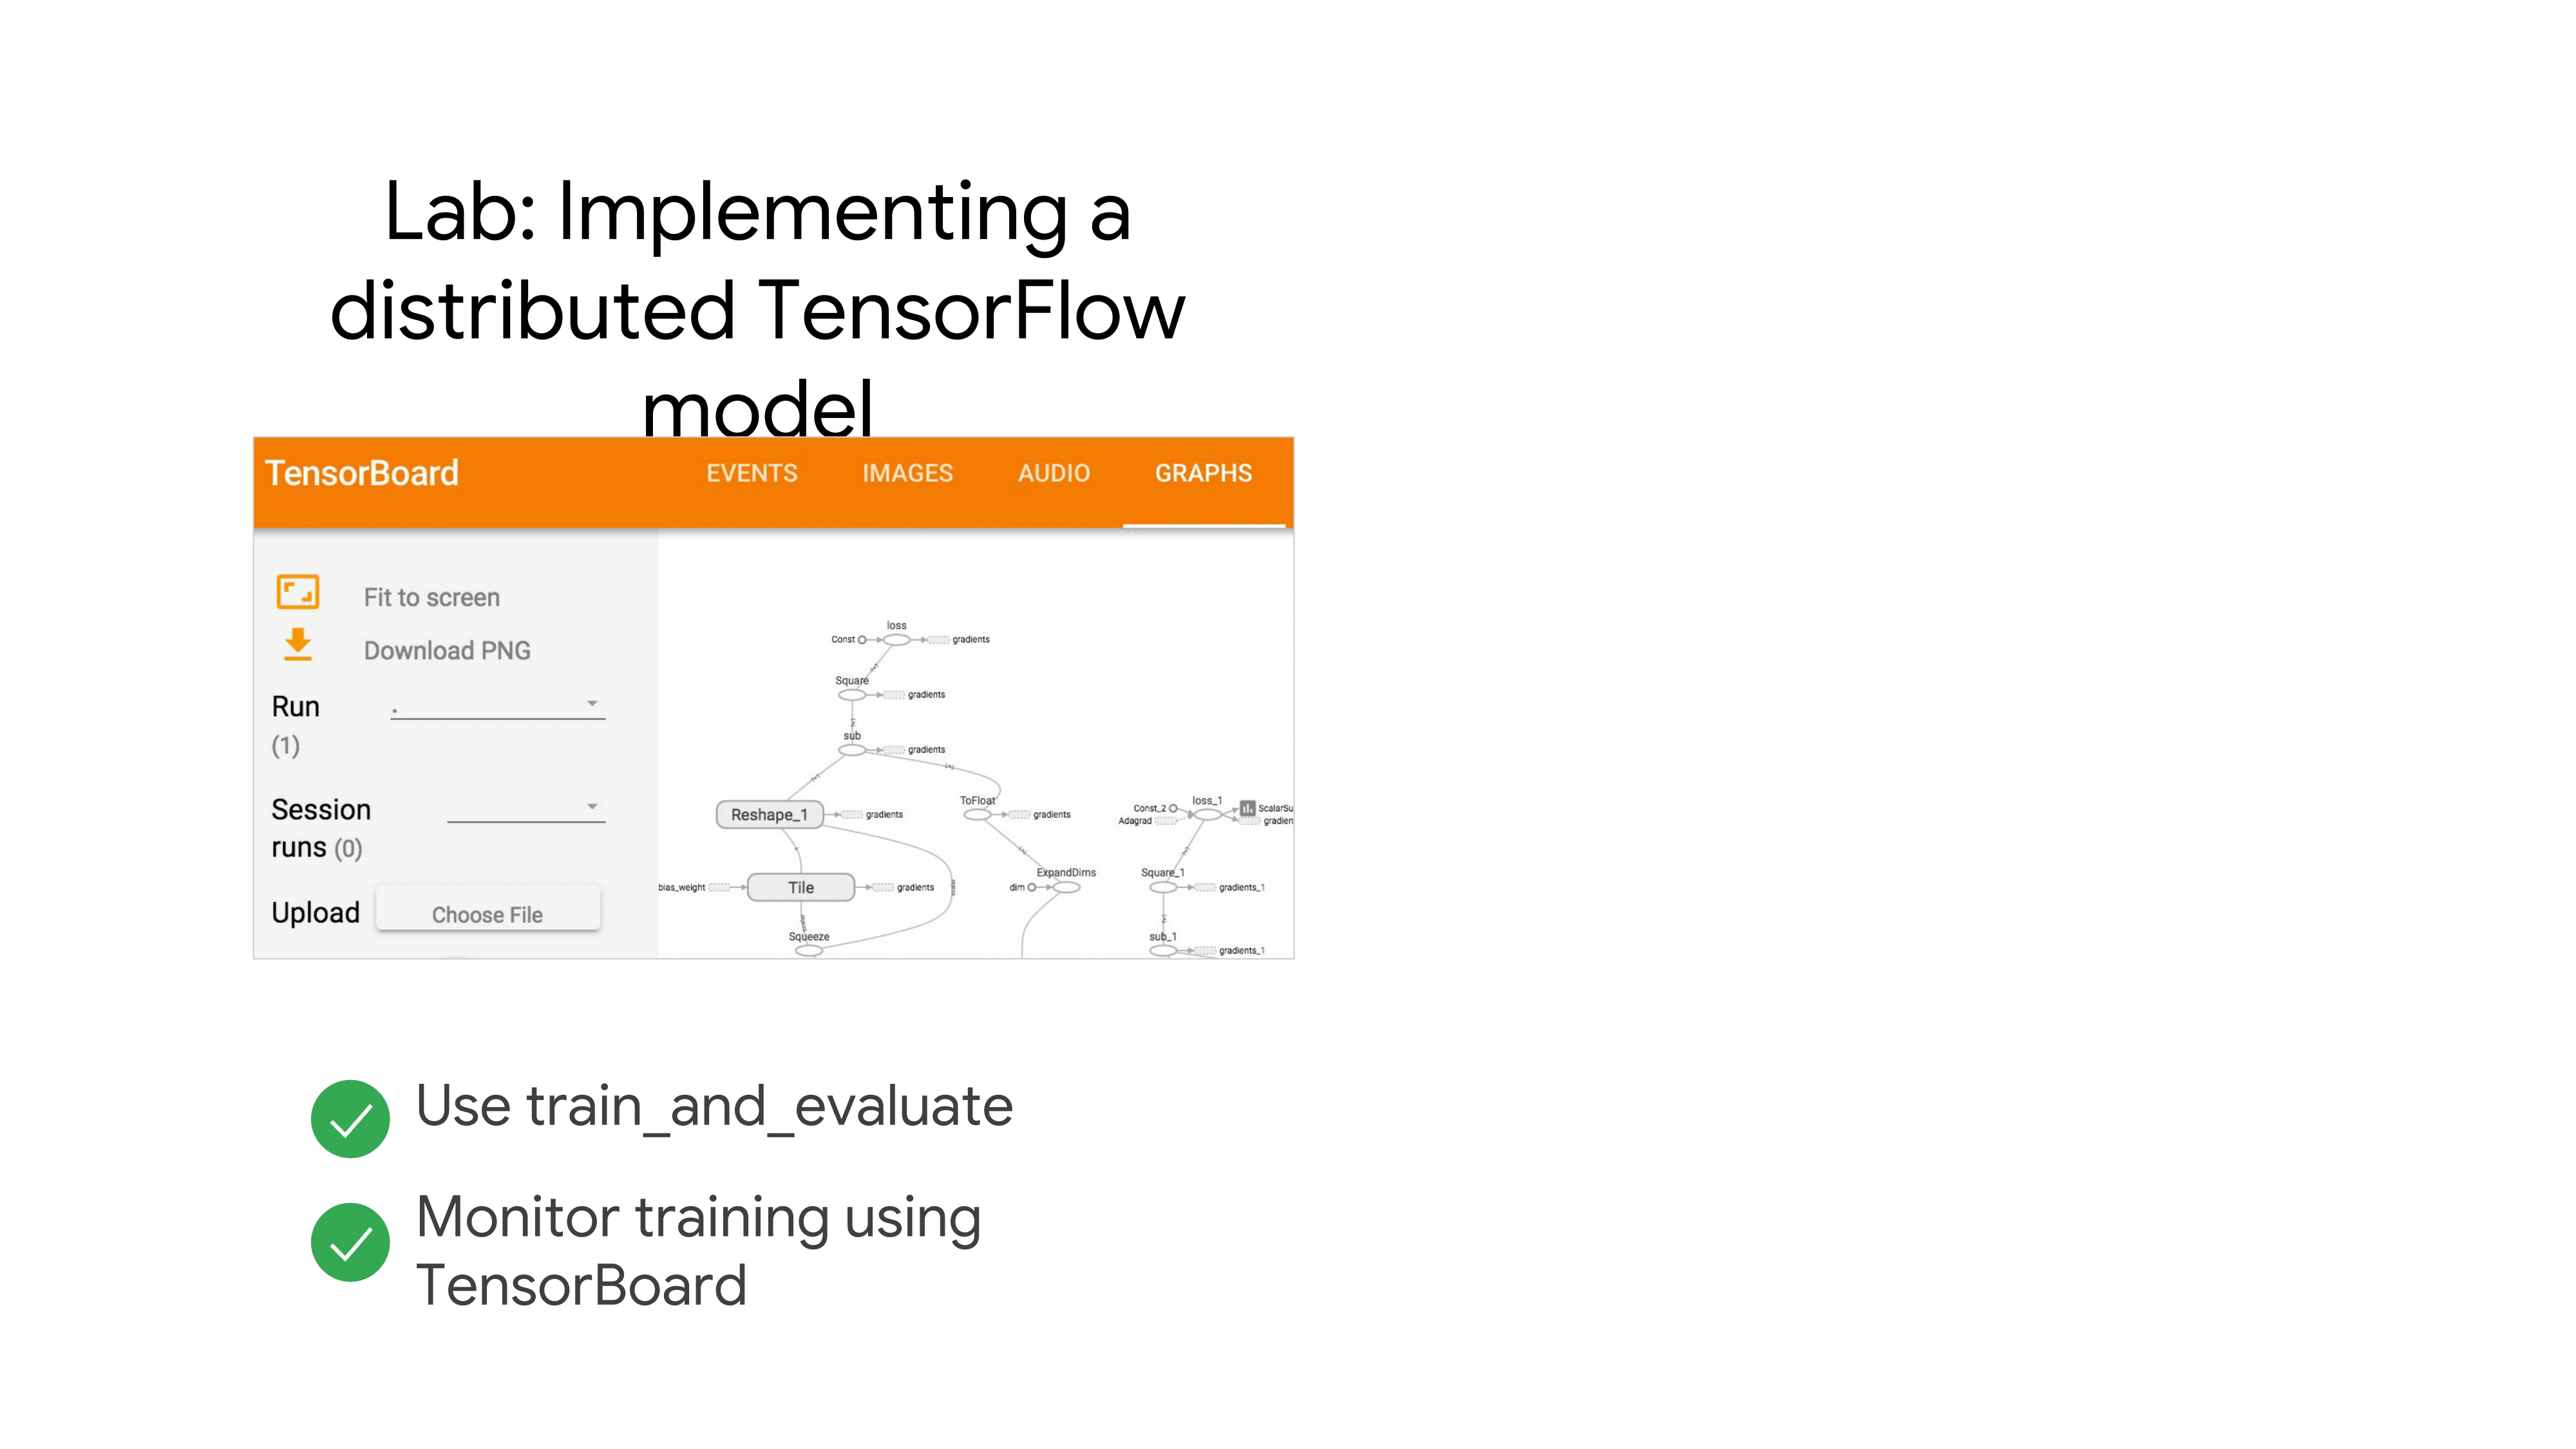 Lab: Implementing a
distributed TensorFlow
model
TensorBoard EVENTS IMAGES AUDIO GRAPHS
Fit to screen
Download PNG
Run
(1)
.
Session
runs (0)
Upload Choose File
loss
Const gradients
Square
gradients
sub
gradients
Reshape_1 gradients
ToFloat
gradients
loss_1
Const_2 ScalarSu
Adagrad gradien
bias_weight Tile gradients
ExpandDims
dim
Square_1
gradients_1
Squeeze
sub_1
gradients_1
Use train_and_evaluate
Monitor training using
TensorBoard